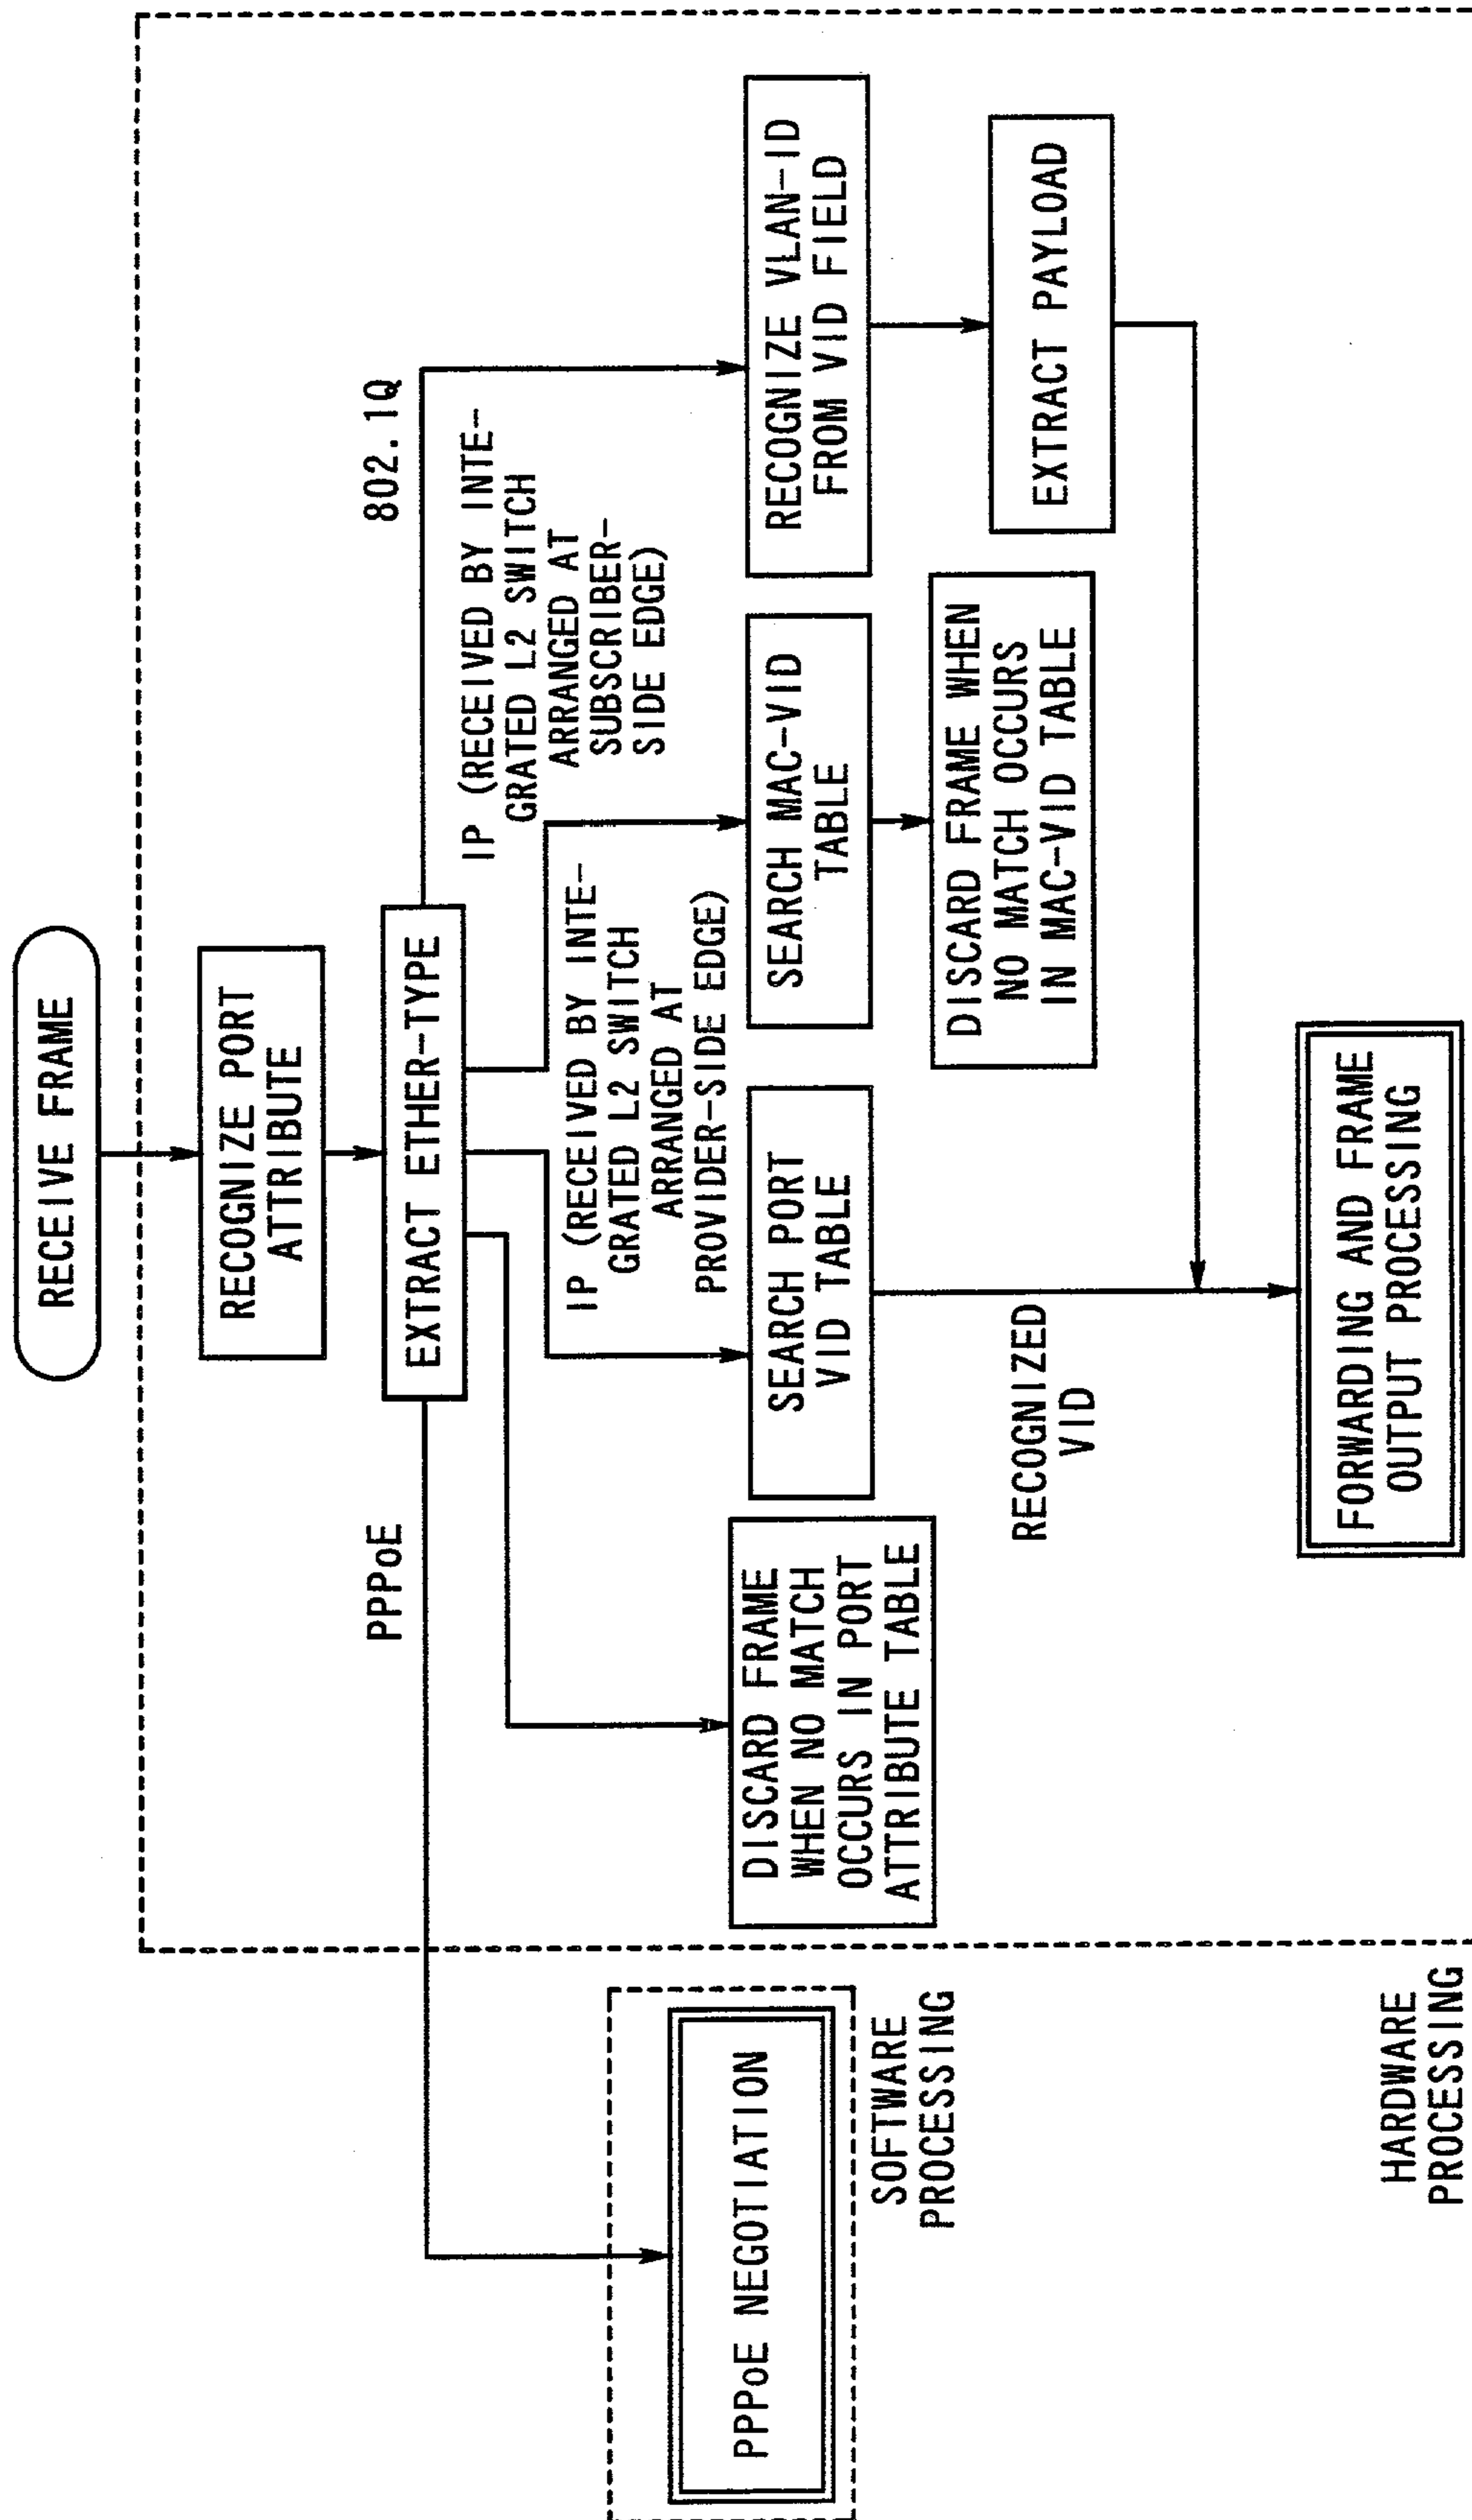 RECEIVE FRAME
RECOGNIZE PORT
ATTRIBUTE
EXTRACT ETHER-TYPE
PPPoE
802.1Q
IP (RECEIVED BY INTE-
GRATED L2 SWITCH
ARRANGED AT
PROVIDER-SIDE EDGE)
IP (RECEIVED BY INTE-
GRATED L2 SWITCH
ARRANGED AT
SUBSCRIBER-
SIDE EDGE)
PPPoE NEGOTIATION
SOFTWARE
PROCESSING
DISCARD FRAME
WHEN NO MATCH
OCCURS IN PORT
ATTRIBUTE TABLE
SEARCH PORT
VID TABLE
SEARCH MAC-VID
TABLE
RECOGNIZE VLAN-ID
FROM VID FIELD
DISCARD FRAME WHEN
NO MATCH OCCURS
IN MAC-VID TABLE
EXTRACT PAYLOAD
RECOGNIZED
VID
FORWARDING AND FRAME
OUTPUT PROCESSING
HARDWARE
PROCESSING